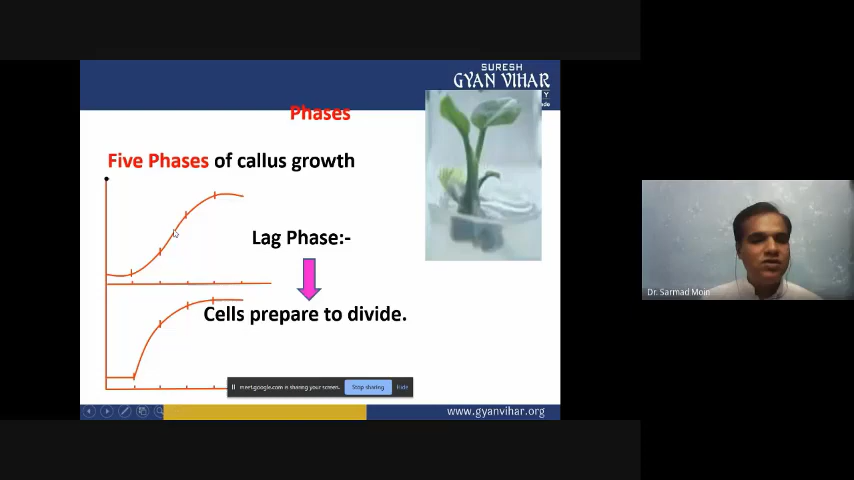 SURESH
GYAN VIHAR
Y
de
Phases
Five Phases of callus growth
Lag Phase:-
Cells prepare to divide.
Dr. Sarmad Moin
meet.google.com is sharing your screen.
Stop sharing
Hide
www.gyanvihar.org